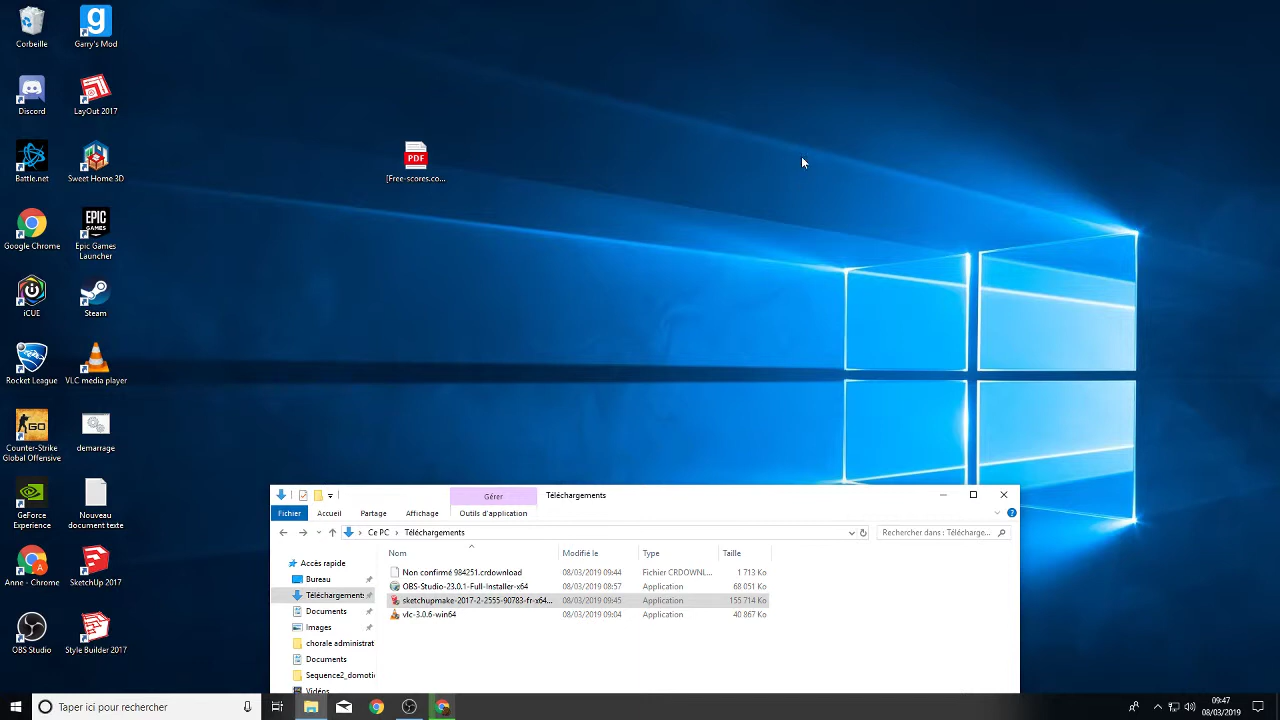 Corbeille
Garry's Mod
Discord
LayOut 2017
PDF
[Free-scores.co...
Battle.net
Sweet Home 3D
EPIC
GAMES
Google Chrome
Epic Games
Launcher
iCUE
Steam
Rocket League
VLC media player
GO
Counter-Strike
Global Offensive
demarrage
GeForce
Experience
Nouveau
document texte
Anne - Chrome
SketchUp 2017
OBS Studio
Style Builder 2017
Gérer
Téléchargements
Fichier
Accueil
Partage
Affichage
Outils d'application
Ce PC
Téléchargements
Rechercher dans : Télécharge...
Nom
Modifié le
Type
Taille
Accès rapide
Bureau
Téléchargements
Documents
Images
chorale administrat
Documents
Sequence2_domoti
Vidéos
Non confirmé 984251.crdownload
08/03/2019 09:44
Fichier CRDOWNL...
1 713 Ko
OBS-Studio-23.0.1-Full-Installer-x64
08/03/2019 08:57
Application
68 051 Ko
sketchupmake-2017-2-2555-90783-fr-x64...
08/03/2019 09:45
Application
155 714 Ko
vlc-3.0.6-win64
08/03/2019 09:04
Application
40 867 Ko
Taper ici pour rechercher
09:47
08/03/2019